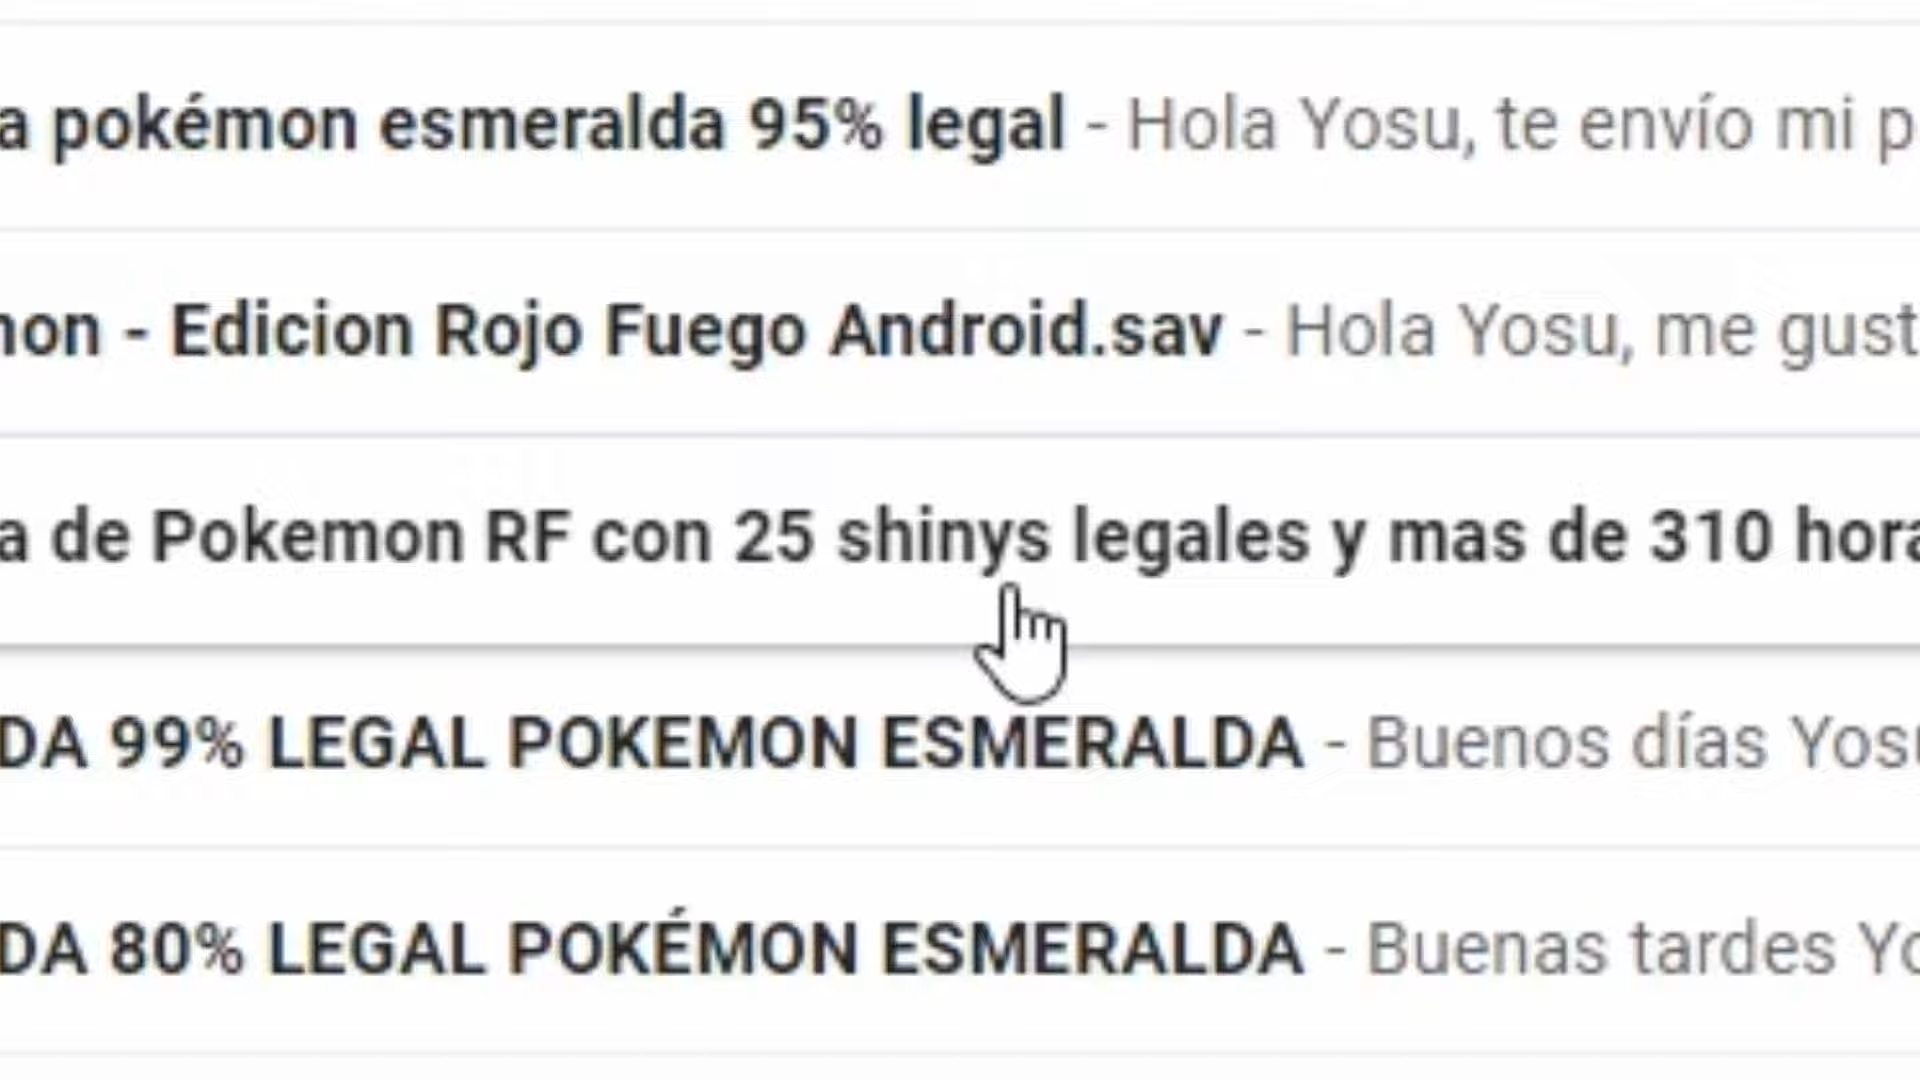 a pokémon esmeralda 95% legal - Hola Yosu, te envío mi p
non - Edicion Rojo Fuego Android.sav - Hola Yosu, me gust
a de Pokemon RF con 25 shinys legales y mas de 310 hora
DA 99% LEGAL POKEMON ESMERALDA - Buenos días Yosu
DA 80% LEGAL POKÉMON ESMERALDA - Buenas tardes Yo